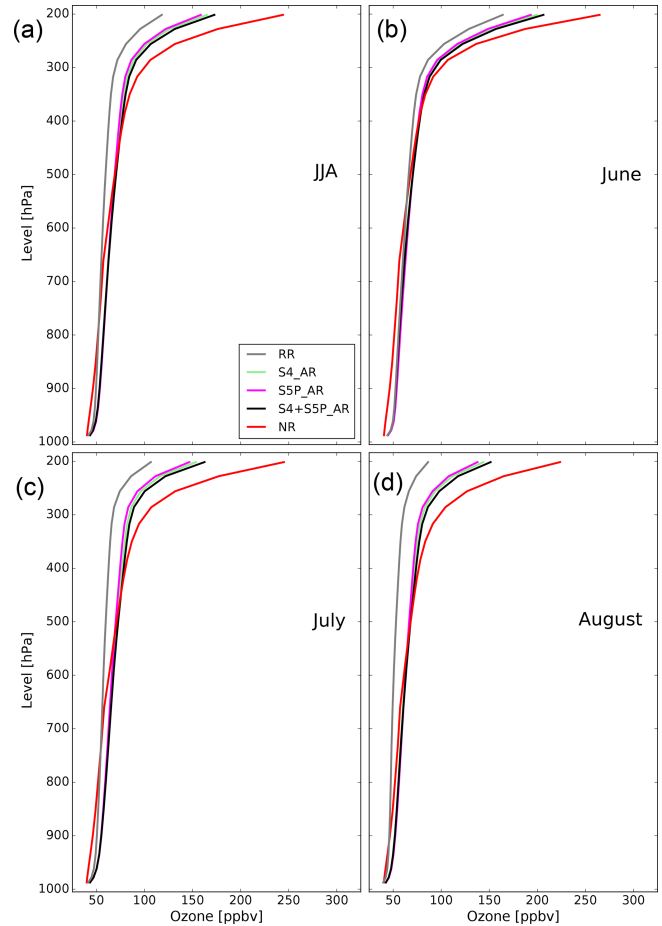 (a)
200
300
400
500
600
700
800
900
1000
Level [hPa]
JJA
RR
S4_AR
S5P_AR
S4+S5P_AR
NR
(b)
June
(c)
200
300
400
500
600
700
800
900
1000
Level [hPa]
July
50 100 150 200 250 300
Ozone [ppbv]
(d)
August
50 100 150 200 250 300
Ozone [ppbv]